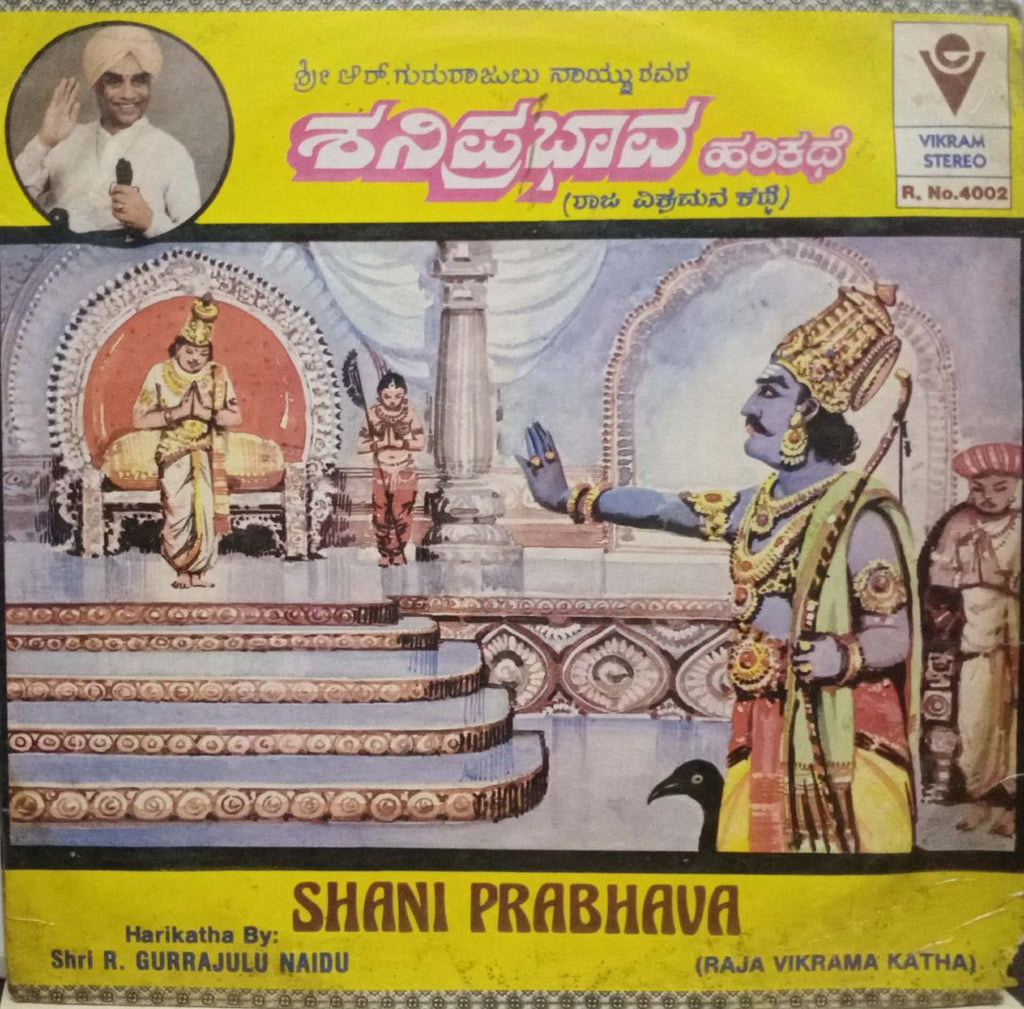 ಶ್ರೀ ಆರ್. ಗುರುರಾಜುಲು ನಾಯ್ಡು ರವರ
ಶನಿಪ್ರಭಾವ ಹರಿಕಥೆ
(ರಾಜ ವಿಕ್ರಮನ ಕಥೆ)
VIKRAM
STEREO
R. No.4002
SHANI PRABHAVA
Harikatha By:
Shri R. GURRAJULU NAIDU
(RAJA VIKRAMA KATHA)